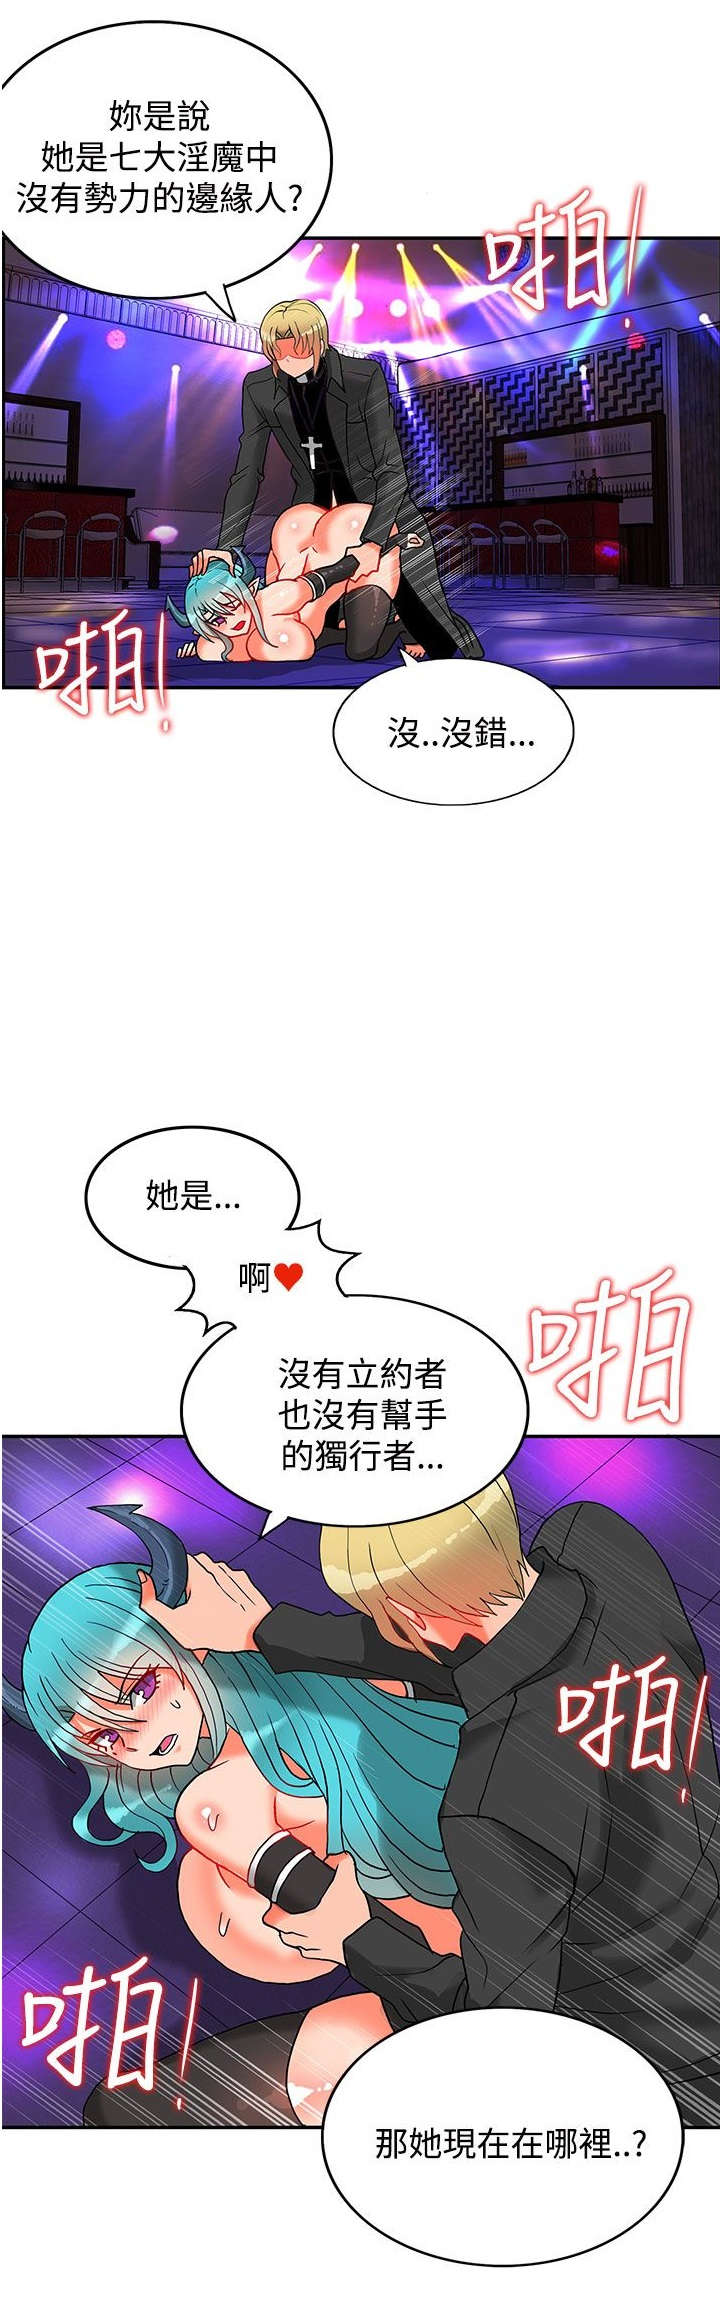 妳是說
她是七大淫魔中
沒有勢力的邊緣人?
啪!
啪!
沒..沒錯...
她是...
啊♥
啪!
沒有立約者
也沒有幫手
的獨行者...
啪!
啪!
那她現在在哪裡..?